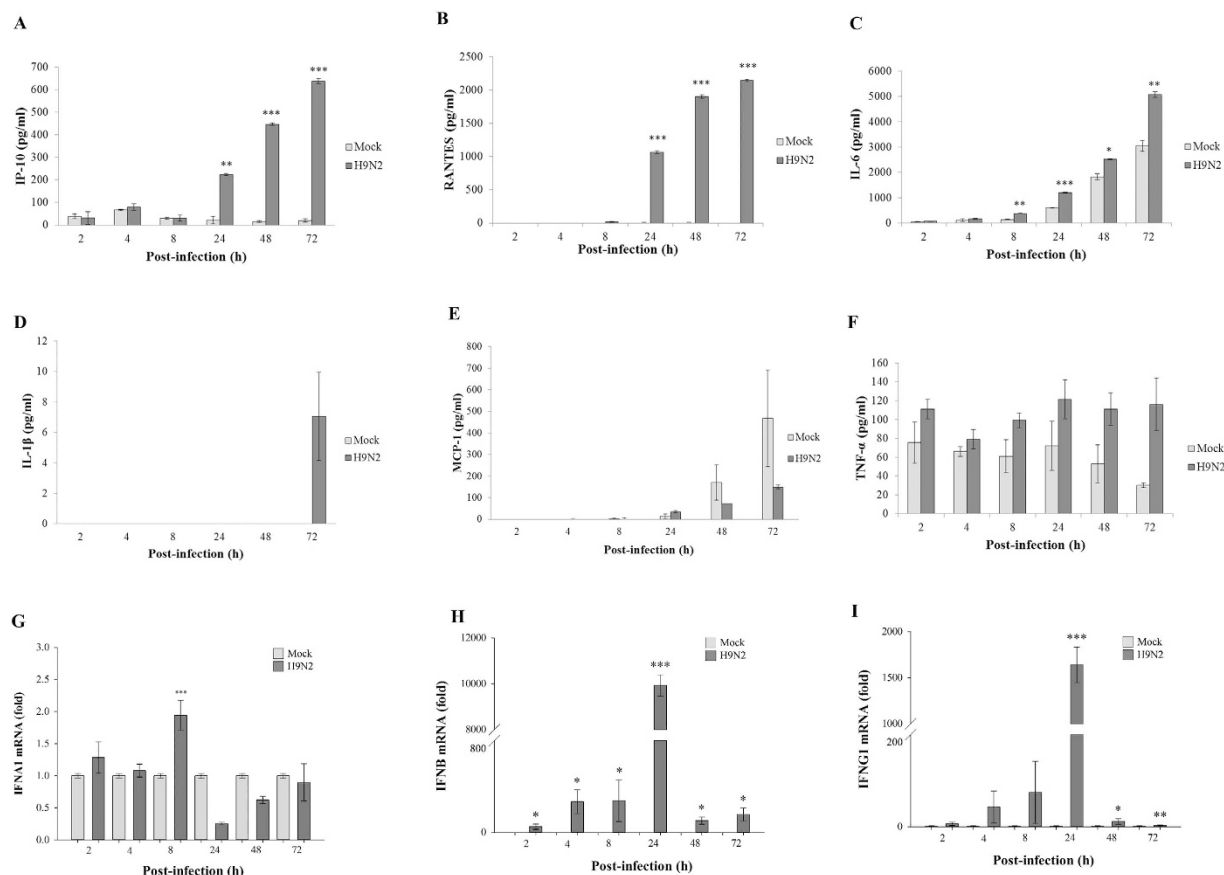 A
IP-10 (pg/ml)
700
600
500
400
300
200
100
0
** *** ***
2 4 8 24 48 72
Post-infection (h)
Mock
H9N2
B
RANTES (pg/ml)
2500
2000
1500
1000
500
0
*** *** ***
2 4 8 24 48 72
Post-infection (h)
Mock
H9N2
C
IL-6 (pg/ml)
6000
5000
4000
3000
2000
1000
0
** *** * **
2 4 8 24 48 72
Post-infection (h)
Mock
H9N2
D
IL-1β (pg/ml)
12
10
8
6
4
2
0
2 4 8 24 48 72
Post-infection (h)
Mock
H9N2
E
MCP-1 (pg/ml)
800
700
600
500
400
300
200
100
0
2 4 8 24 48 72
Post-infection (h)
Mock
H9N2
F
TNF-α (pg/ml)
160
140
120
100
80
60
40
20
0
2 4 8 24 48 72
Post-infection (h)
Mock
H9N2
G
IFNA1 mRNA (fold)
3.0
2.5
2.0
1.5
1.0
0.5
0.0
***
2 4 8 24 48 72
Post-infection (h)
Mock
H9N2
H
IFNB mRNA (fold)
12000
10000
8000
800
0
* * * *** * *
2 4 8 24 48 72
Post-infection (h)
Mock
H9N2
I
IFNG1 mRNA (fold)
2000
1500
1000
200
0
*** * **
2 4 8 24 48 72
Post-infection (h)
Mock
H9N2